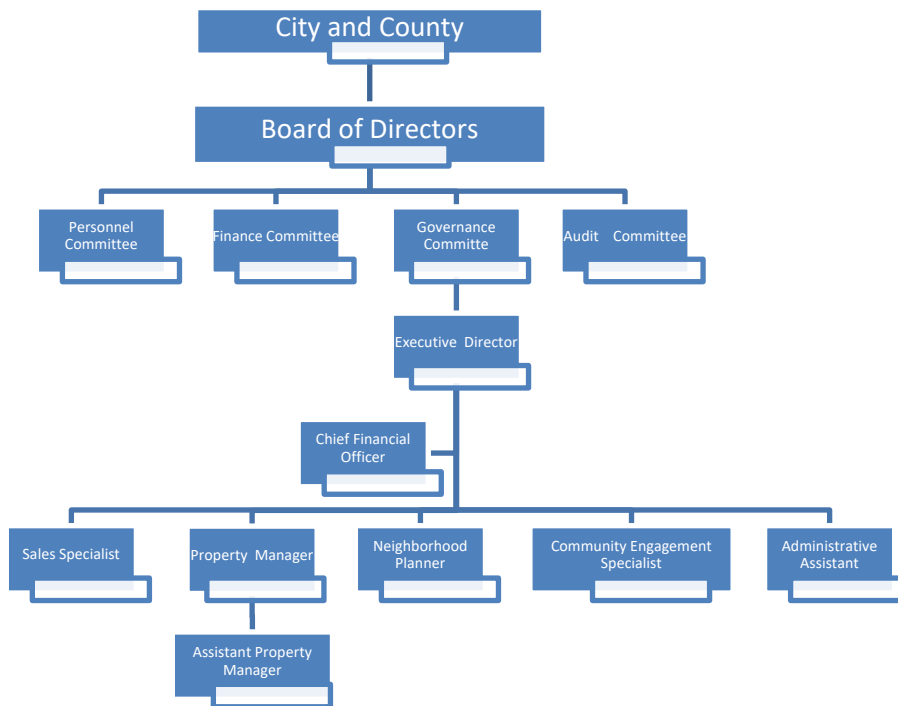 City and County
Board of Directors
Personnel
Committee
Finance Committee
Governance
Committe
Audit Committee
Executive Director
Chief Financial
Officer
Sales Specialist
Property Manager
Neighborhood
Planner
Community Engagement
Specialist
Administrative
Assistant
Assistant Property
Manager